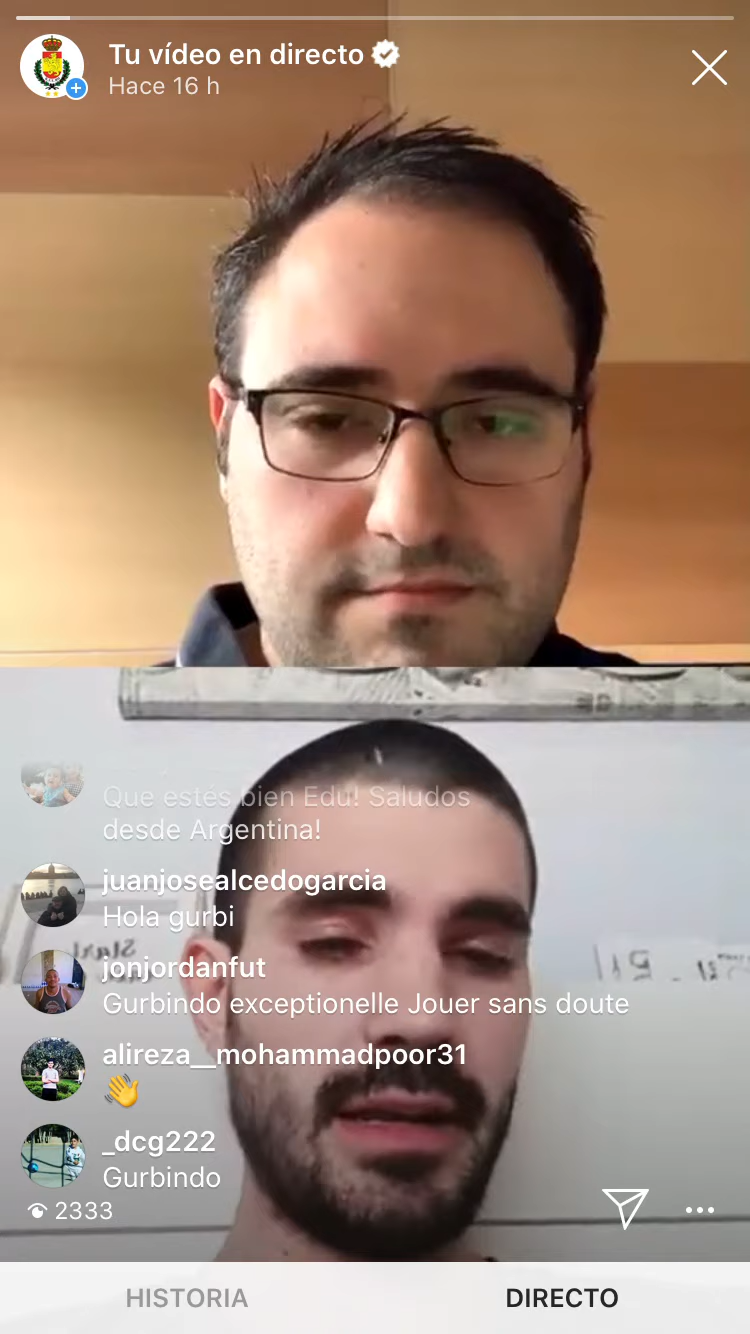 Tu vídeo en directo
Hace 16 h
Que estés bien Edu! Saludos
desde Argentina!
juanjosealcedogarcia
Hola gurbi
jonjordanfut
Gurbindo exceptionelle Jouer sans doute
alireza__mohammadpoor31
👋
_dcg222
Gurbindo
2333
HISTORIA
DIRECTO